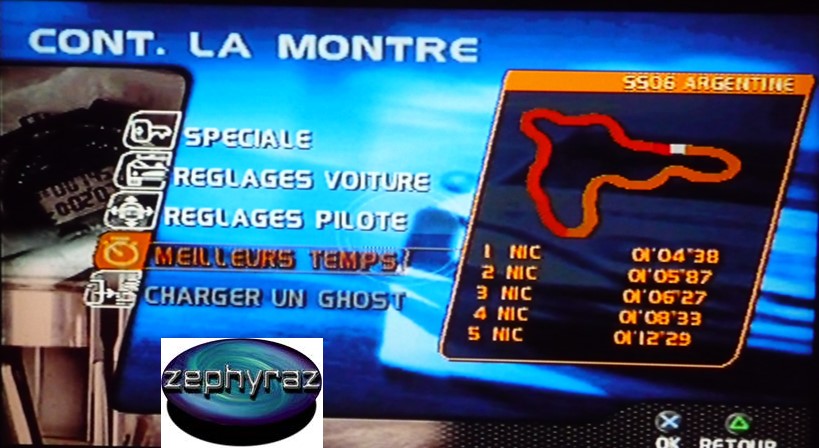 CONT. LA MONTRE
SPECIALE
REGLAGES VOITURE
REGLAGES PILOTE
MEILLEURS TEMPS
CHARGER UN GHOST
SS06 ARGENTINE
1 NIC 01'04"38
2 NIC 01'05"87
3 NIC 01'06"27
4 NIC 01'08"33
5 NIC 01'12"29
zephyraz
OK RETOUR